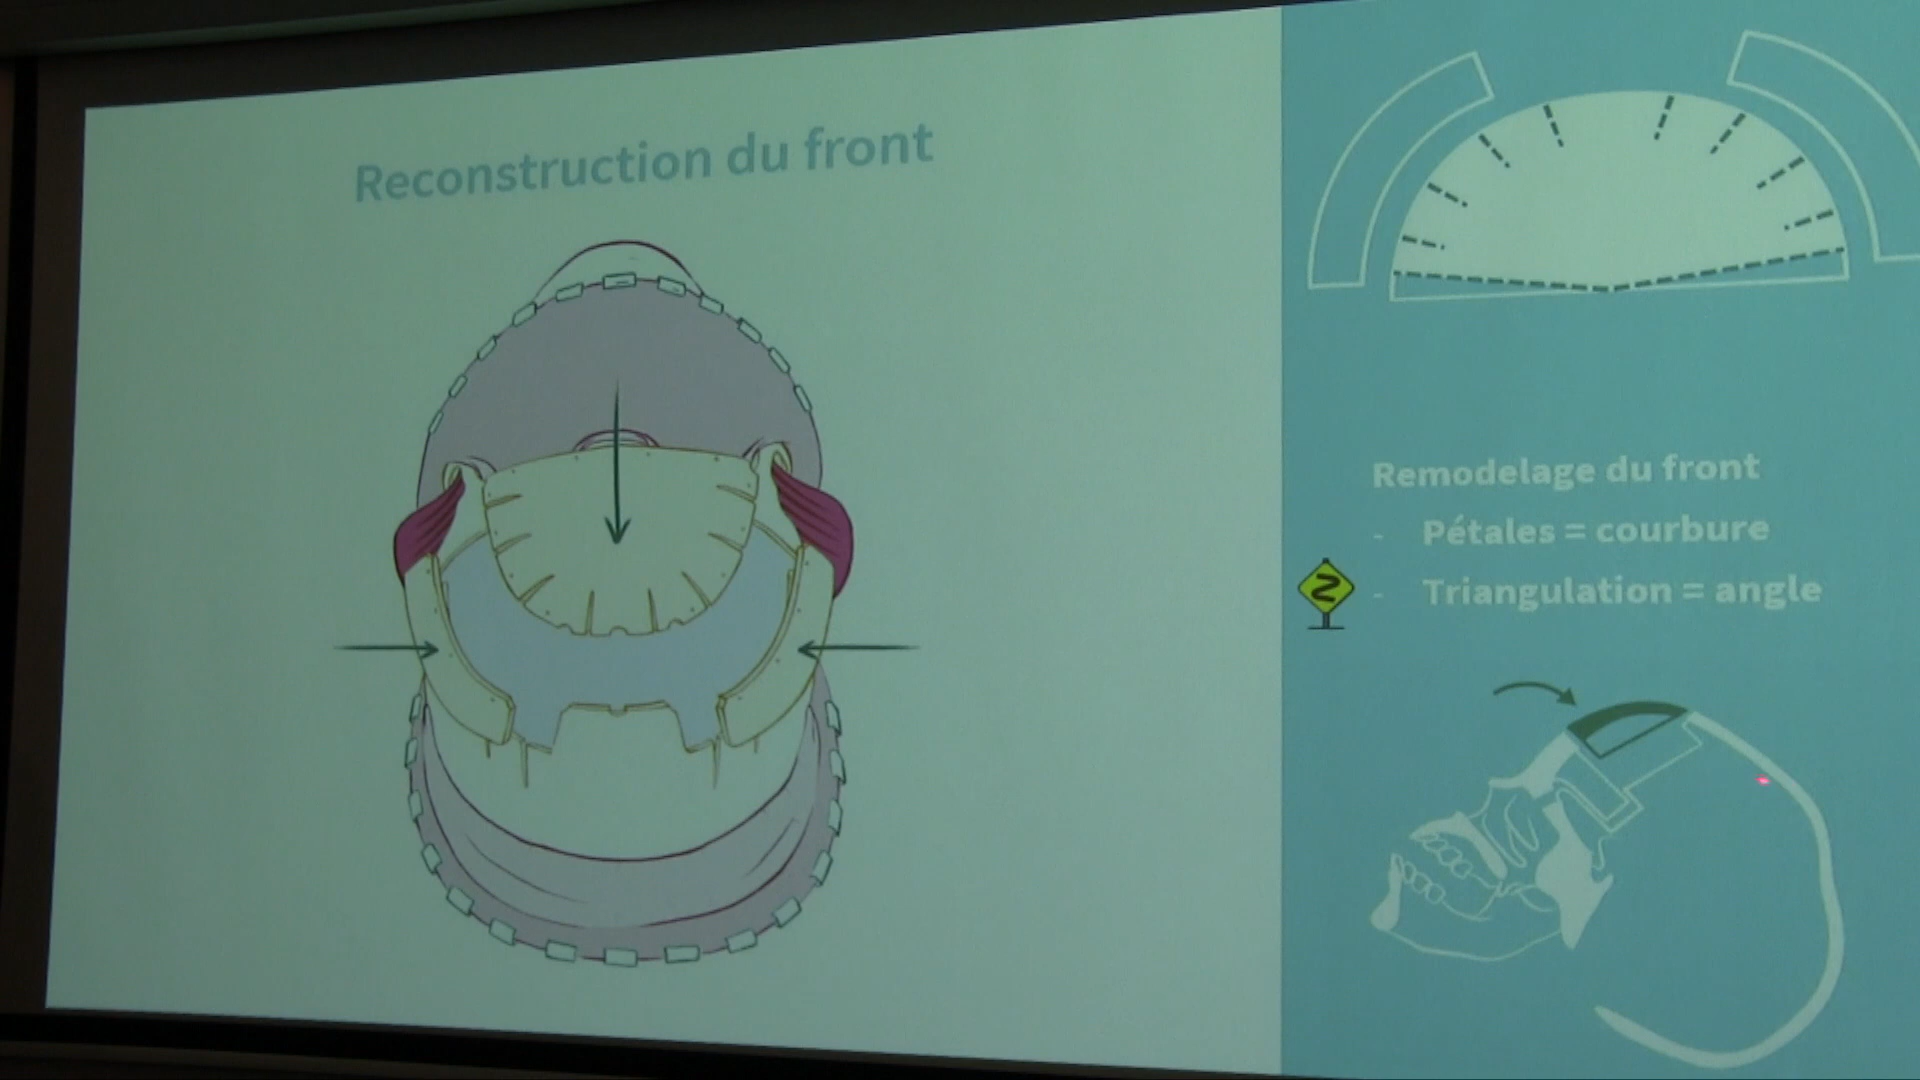 Reconstruction du front
Remodelage du front
- Pétales = courbure
- Triangulation = angle